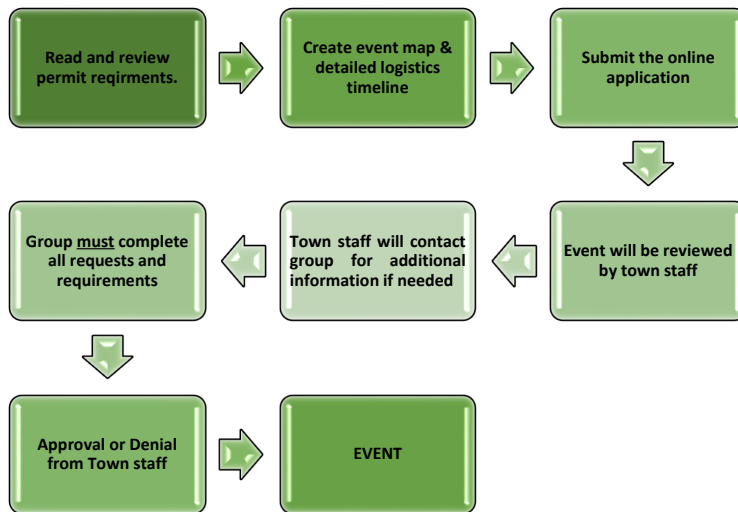 Read and review
permit reqirments.
Create event map &
detailed logistics
timeline
Submit the online
application
Event will be reviewed
by town staff
Town staff will contact
group for additional
information if needed
Group must complete
all requests and
requirements
Approval or Denial
from Town staff
EVENT